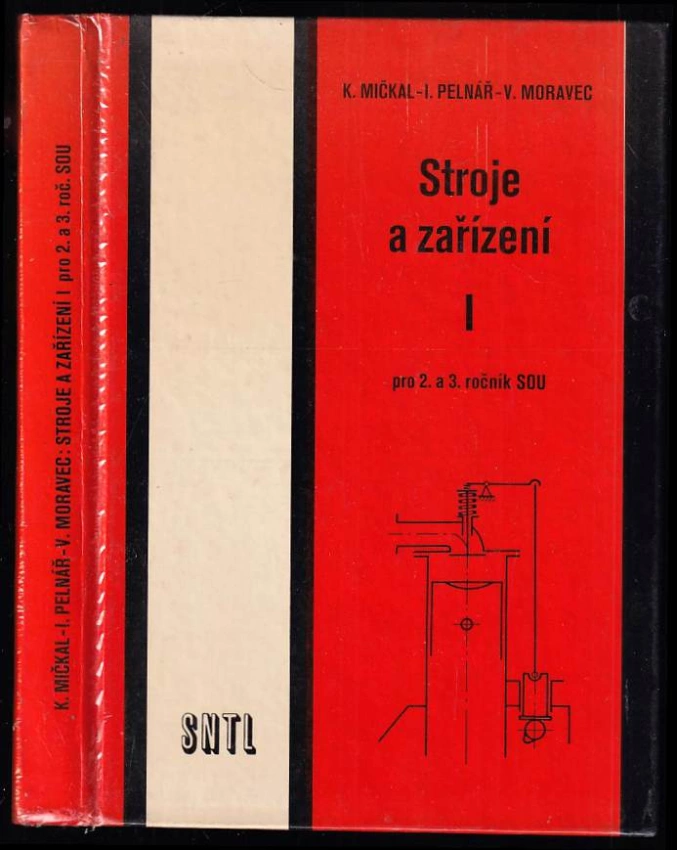 K. MIČKAL-I. PELNÁŘ-V. MORAVEC: STROJE A ZAŘÍZENÍ I pro 2. a 3. roč. SOU
K. MIČKAL-I. PELNÁŘ-V. MORAVEC
Stroje
a zařízení
I
pro 2. a 3. ročník SOU
SNTL